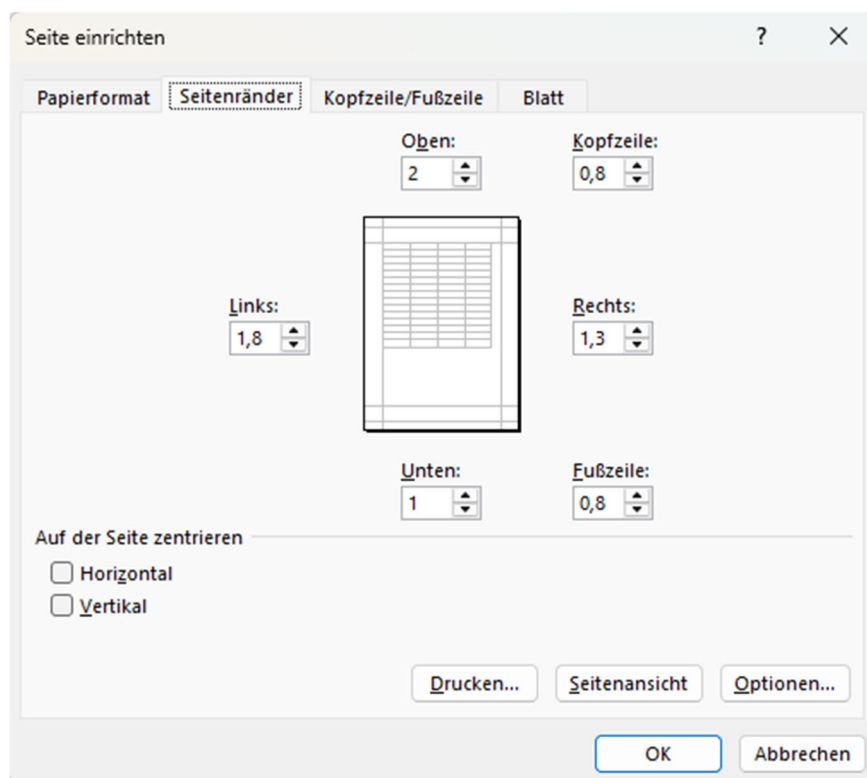 Seite einrichten ?
Papierformat Seitenränder Kopfzeile/Fußzeile Blatt
Oben: Kopfzeile:
2 0,8
Links: Rechts:
1,8 1,3
Unten: Fußzeile:
1 0,8
Auf der Seite zentrieren
Horizontal
Vertikal
Drucken... Seitenansicht Optionen...
OK Abbrechen